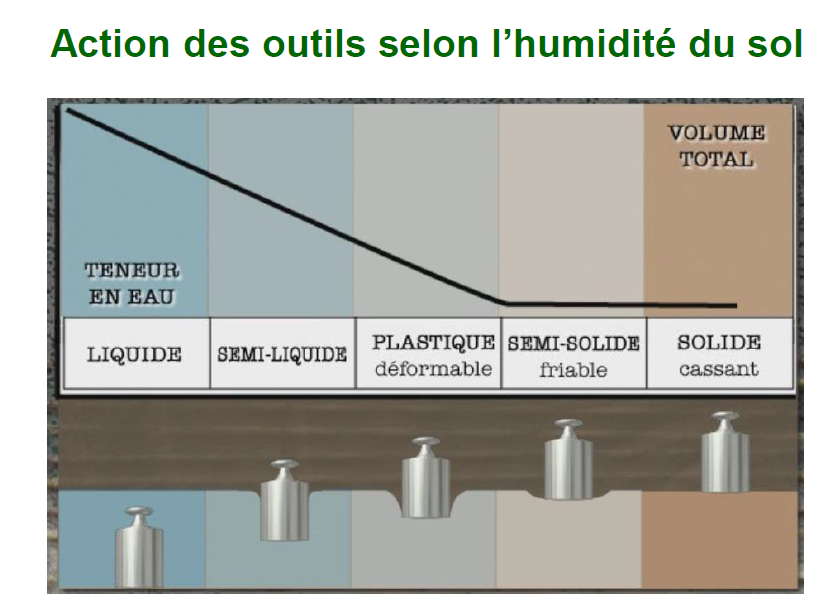 Action des outils selon l’humidité du sol
VOLUME
TOTAL
TENEUR
EN EAU
LIQUIDE
SEMI-LIQUIDE
PLASTIQUE
déformable
SEMI-SOLIDE
friable
SOLIDE
cassant